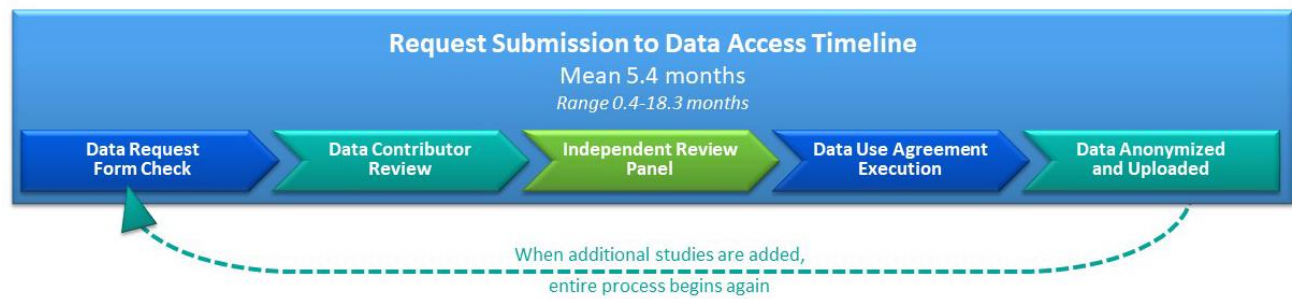 Request Submission to Data Access Timeline
Mean 5.4 months
Range 0.4-18.3 months
Data Request
Form Check
Data Contributor
Review
Independent Review
Panel
Data Use Agreement
Execution
Data Anonymized
and Uploaded
When additional studies are added,
entire process begins again